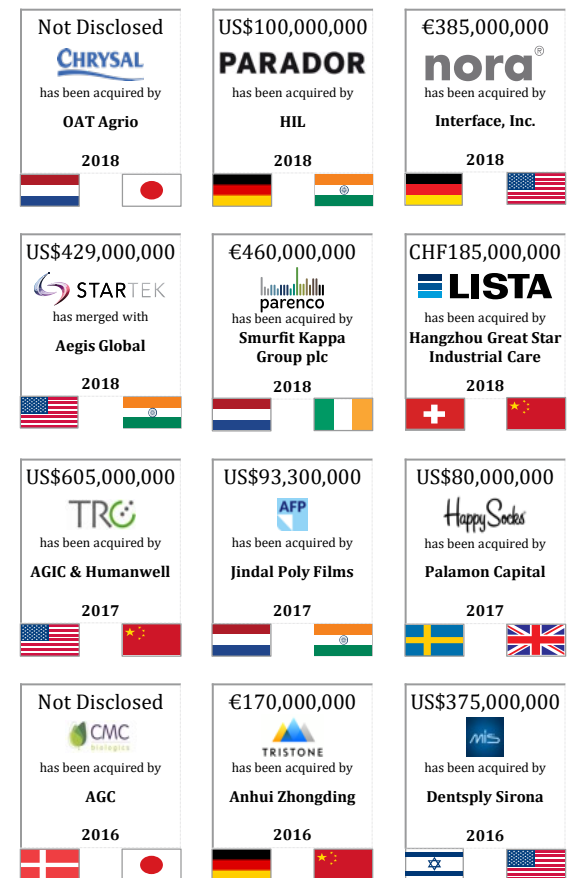 Not Disclosed
CHRYSAL
has been acquired by
OAT Agrio
2018
US$100,000,000
PARADOR
has been acquired by
HIL
2018
€385,000,000
nora®
has been acquired by
Interface, Inc.
2018
US$429,000,000
STARTEK
has merged with
Aegis Global
2018
€460,000,000
parenco
has been acquired by
Smurfit Kappa
Group plc
2018
CHF185,000,000
LISTA
has been acquired by
Hangzhou Great Star
Industrial Care
2018
US$605,000,000
TRC
has been acquired by
AGIC & Humanwell
2017
US$93,300,000
AFP
has been acquired by
Jindal Poly Films
2017
US$80,000,000
Happy Socks
has been acquired by
Palamon Capital
2017
Not Disclosed
CMC
biologics
has been acquired by
AGC
2016
€170,000,000
TRISTONE
has been acquired by
Anhui Zhongding
2016
US$375,000,000
MIS
has been acquired by
Dentsply Sirona
2016